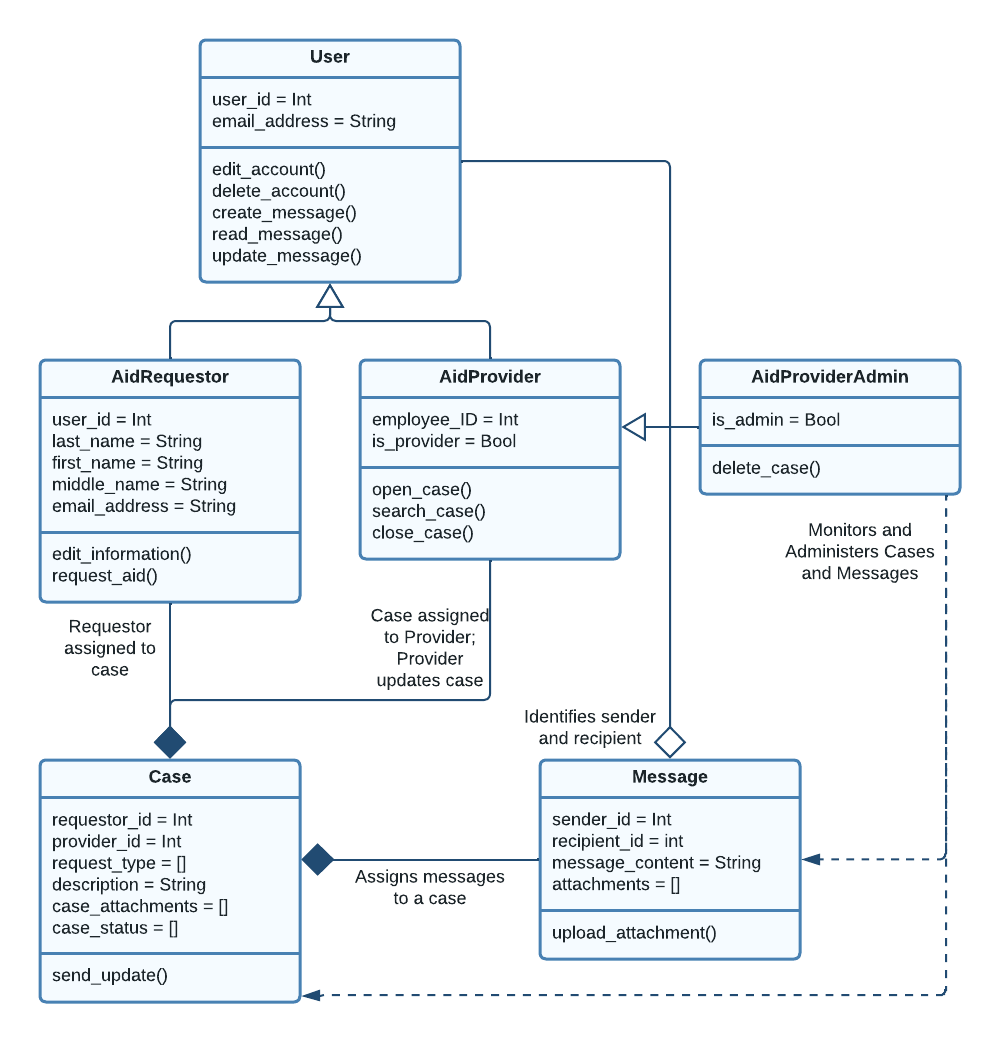 User
user_id = Int
email_address = String
edit_account()
delete_account()
create_message()
read_message()
update_message()
AidRequestor
user_id = Int
last_name = String
first_name = String
middle_name = String
email_address = String
edit_information()
request_aid()
AidProvider
employee_ID = Int
is_provider = Bool
open_case()
search_case()
close_case()
AidProviderAdmin
is_admin = Bool
delete_case()
Monitors and
Administers Cases
and Messages
Requestor
assigned to
case
Case assigned
to Provider;
Provider
updates case
Identifies sender
and recipient
Case
requestor_id = Int
provider_id = Int
request_type = []
description = String
case_attachments = []
case_status = []
send_update()
Assigns messages
to a case
Message
sender_id = Int
recipient_id = int
message_content = String
attachments = []
upload_attachment()